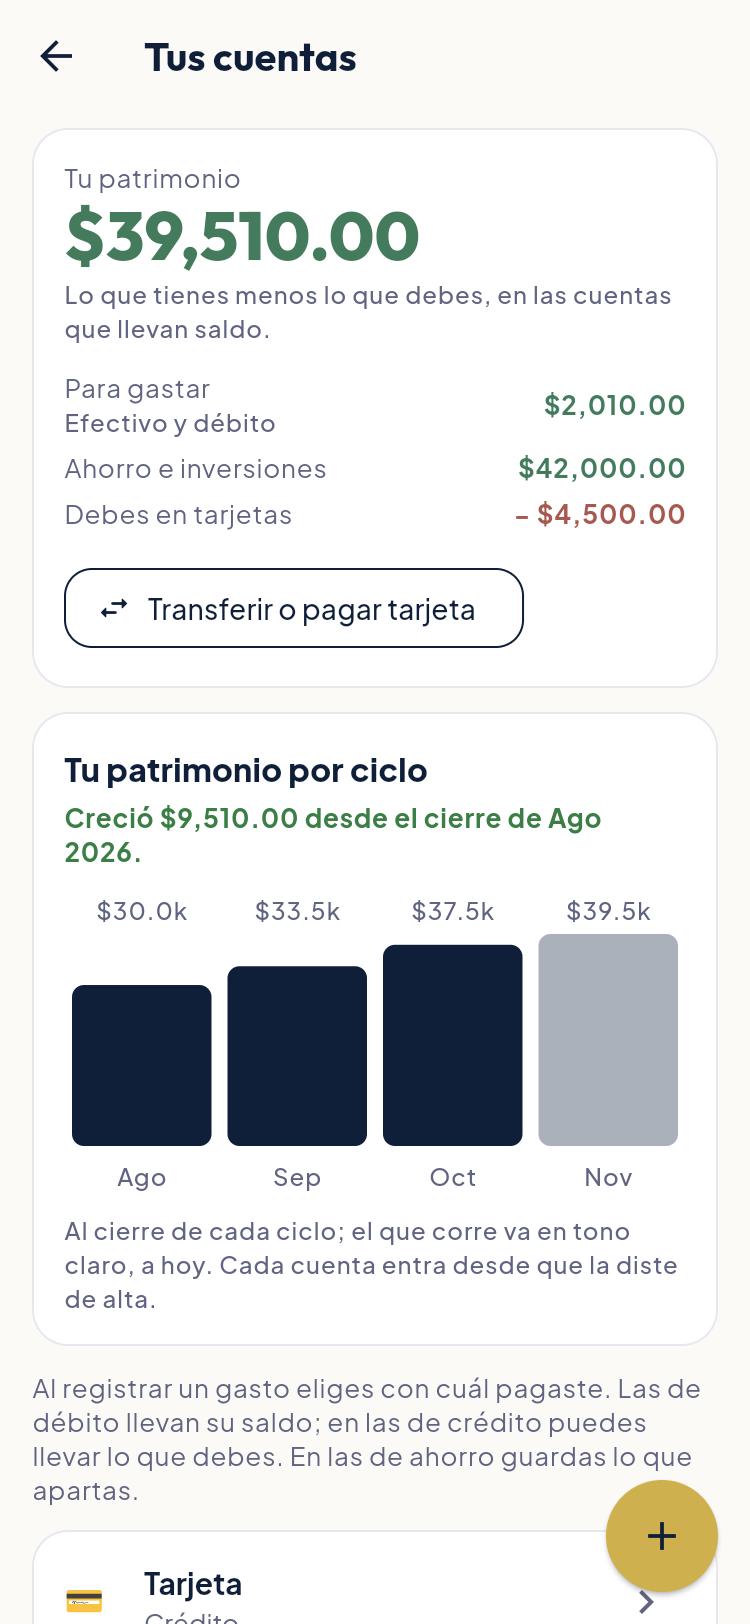 Tus cuentas
Tu patrimonio
$39,510.00
Lo que tienes menos lo que debes, en las cuentas
que llevan saldo.
Para gastar
Efectivo y débito
$2,010.00
Ahorro e inversiones
$42,000.00
Debes en tarjetas
– $4,500.00
Transferir o pagar tarjeta
Tu patrimonio por ciclo
Creció $9,510.00 desde el cierre de Ago
2026.
$30.0k
$33.5k
$37.5k
$39.5k
Ago
Sep
Oct
Nov
Al cierre de cada ciclo; el que corre va en tono
claro, a hoy. Cada cuenta entra desde que la diste
de alta.
Al registrar un gasto eliges con cuál pagaste. Las de
débito llevan su saldo; en las de crédito puedes
llevar lo que debes. En las de ahorro guardas lo que
apartas.
Tarjeta
Crédito